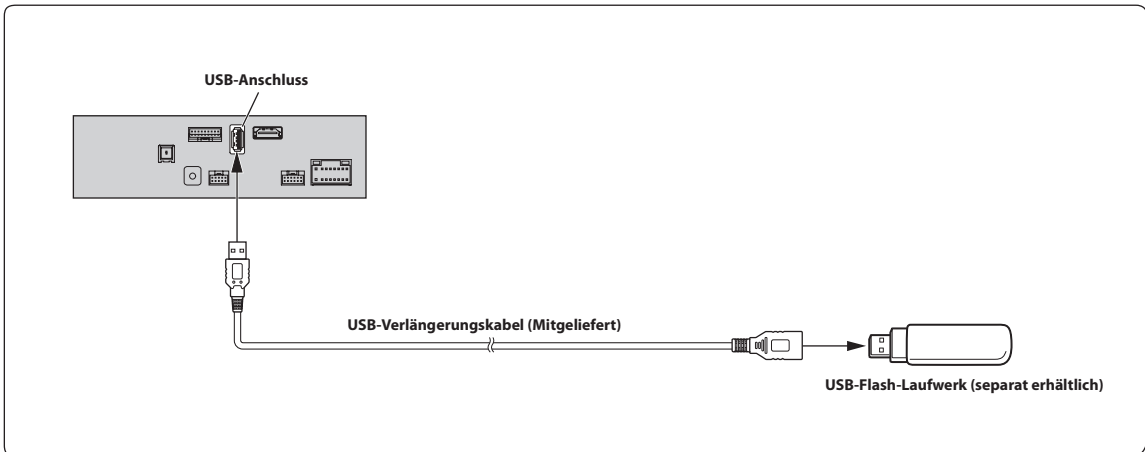 USB-Anschluss
USB-Verlängerungskabel (Mitgeliefert)
USB-Flash-Laufwerk (separat erhältlich)